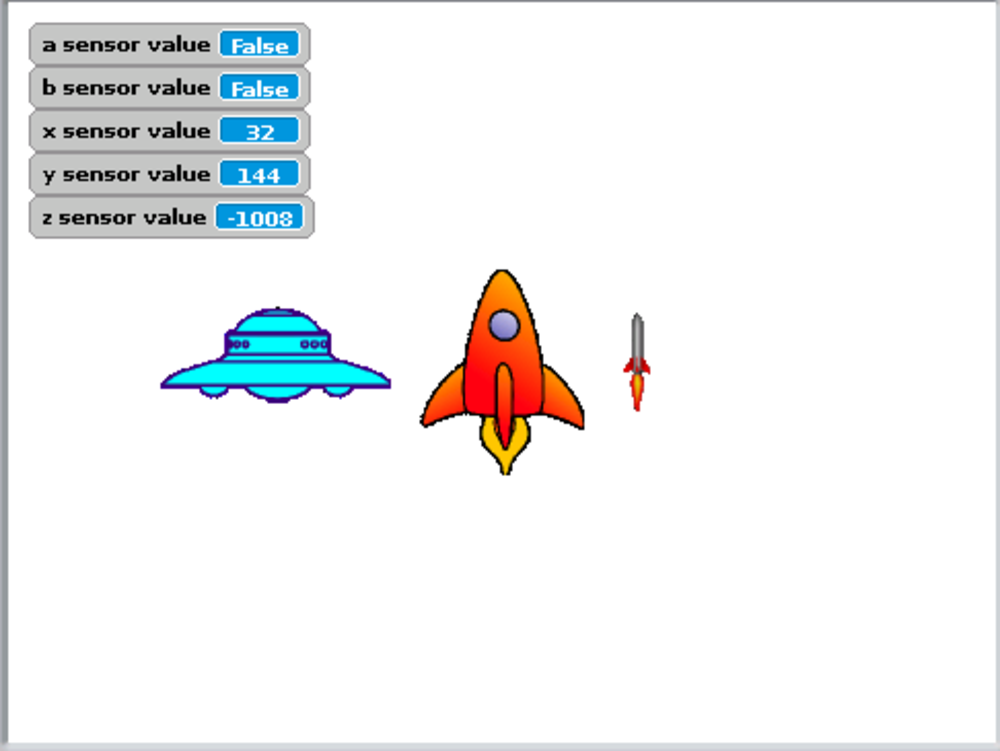 a sensor value False
b sensor value False
x sensor value 32
y sensor value 144
z sensor value -1008